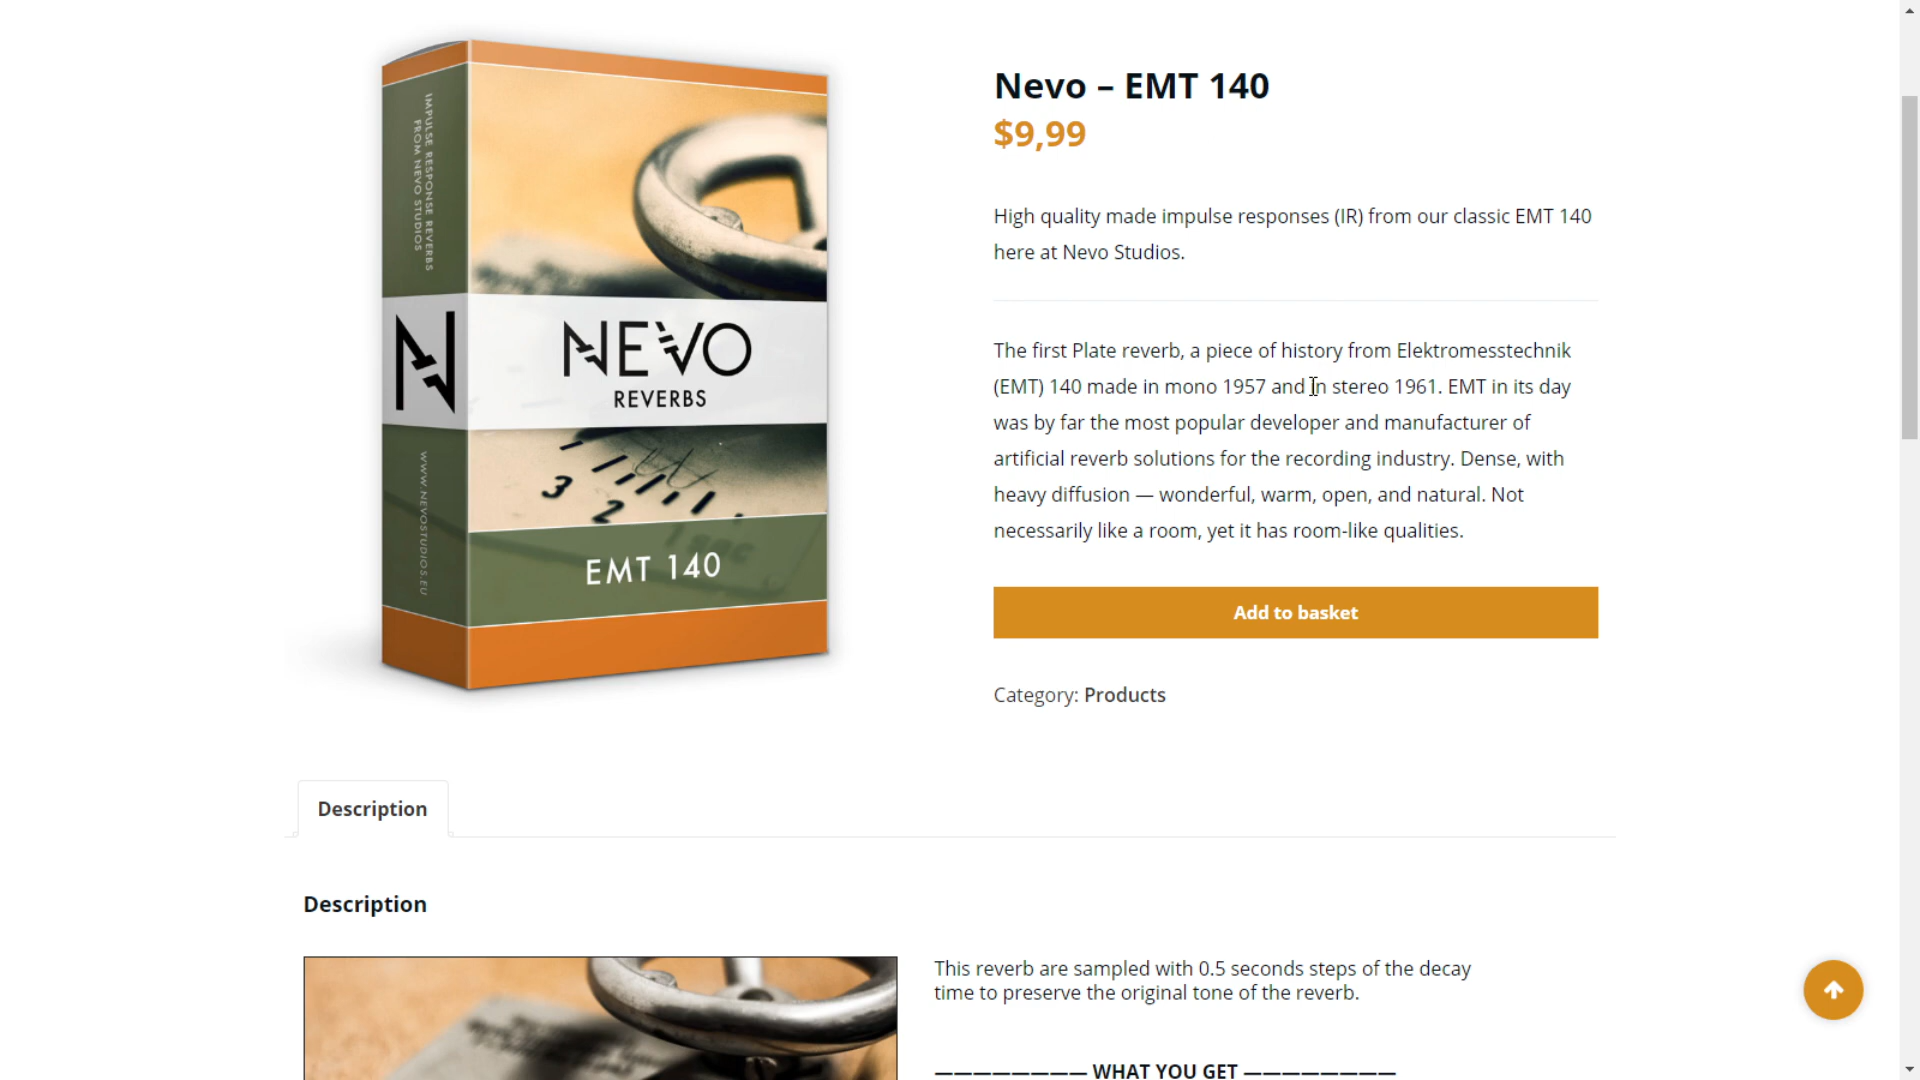 IMPULSE RESPONSE REVERBS
FROM NEVO STUDIOS
N
WWW.NEVOSTUDIOS.EU
NEVO
REVERBS
3
2
1 sec
EMT 140
Nevo – EMT 140
$9,99
High quality made impulse responses (IR) from our classic EMT 140
here at Nevo Studios.
The first Plate reverb, a piece of history from Elektromesstechnik
(EMT) 140 made in mono 1957 and in stereo 1961. EMT in its day
was by far the most popular developer and manufacturer of
artificial reverb solutions for the recording industry. Dense, with
heavy diffusion — wonderful, warm, open, and natural. Not
necessarily like a room, yet it has room-like qualities.
Add to basket
Category: Products
Description
Description
This reverb are sampled with 0.5 seconds steps of the decay
time to preserve the original tone of the reverb.
———————— WHAT YOU GET ————————